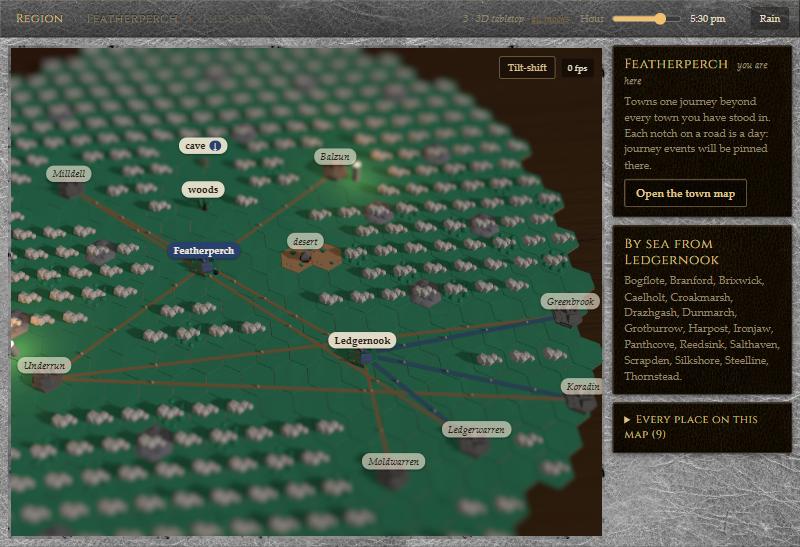 Region
Featherperch
3 · 3D tabletop · all mocks
Hour
5:30 pm
Rain
Tilt-shift
0 fps
cave
Balzun
Milldell
woods
Featherperch
desert
Greenbrook
Ledgernook
Underrun
Koradin
Ledgerwarren
Moldwarren
Featherperch you are
here
Towns one journey beyond
every town you have stood in.
Each notch on a road is a day:
journey events will be pinned
there.
Open the town map
By sea from
Ledgernook
Bogflote, Branford, Brixwick,
Caelholt, Croakmarsh,
Drazhgash, Dunmarch,
Grotburrow, Harpost, Ironjaw,
Panthcove, Reedsink, Salthaven,
Scrapden, Silkshore, Steelline,
Thornstead.
Every place on this
map (9)